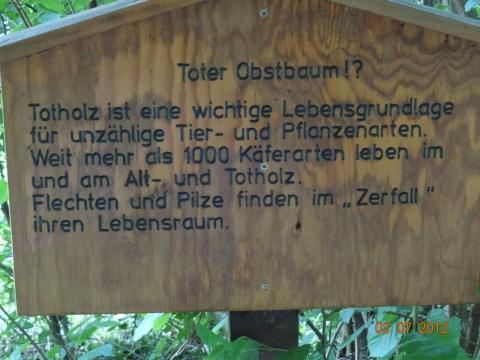 Toter Obstbaum!?
Totholz ist eine wichtige Lebensgrundlage
für unzählige Tier- und Pflanzenarten.
Weit mehr als 1000 Käferarten leben im
und am Alt- und Totholz.
Flechten und Pilze finden im „Zerfall"
ihren Lebensraum.
03 07 2012